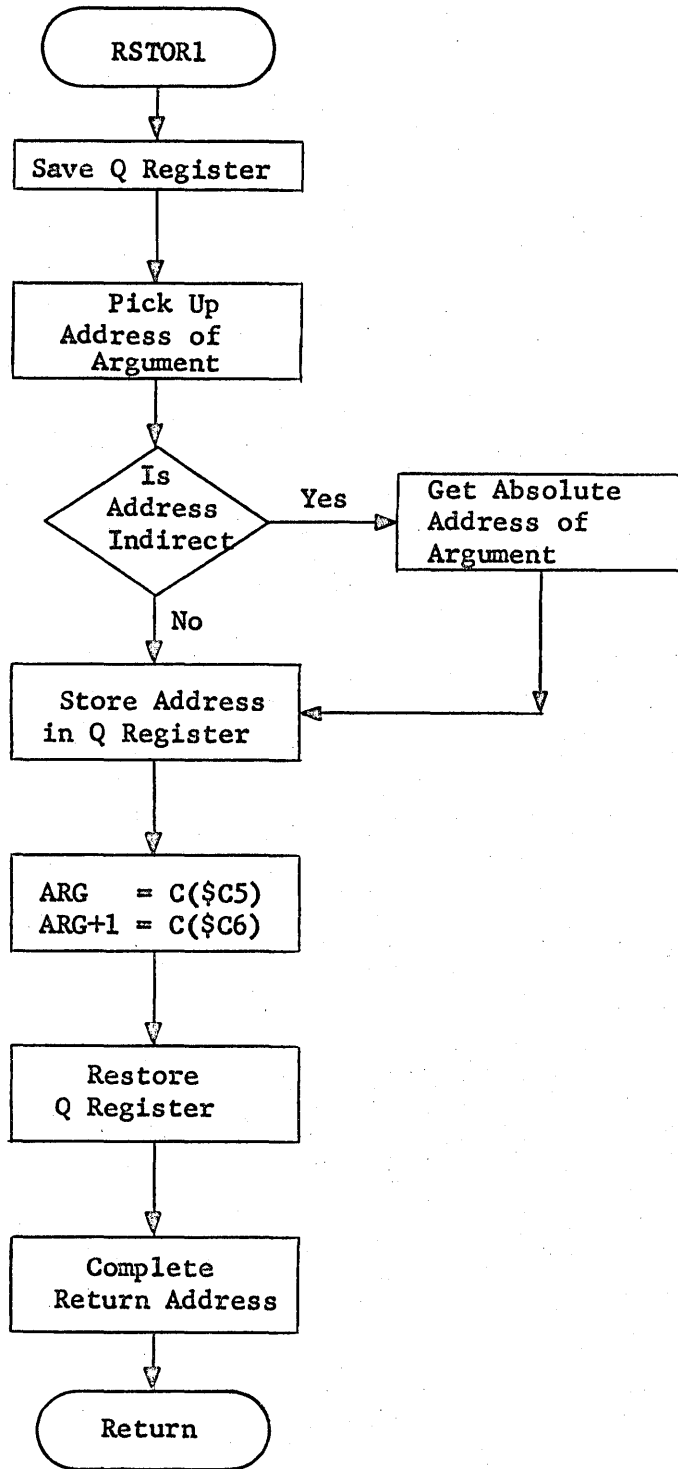 RSTOR1
Save Q Register
Pick Up
Address of
Argument
Is
Address
Indirect
Yes
Get Absolute
Address of
Argument
No
Store Address
in Q Register
ARG = C($C5)
ARG+1 = C($C6)
Restore
Q Register
Complete
Return Address
Return